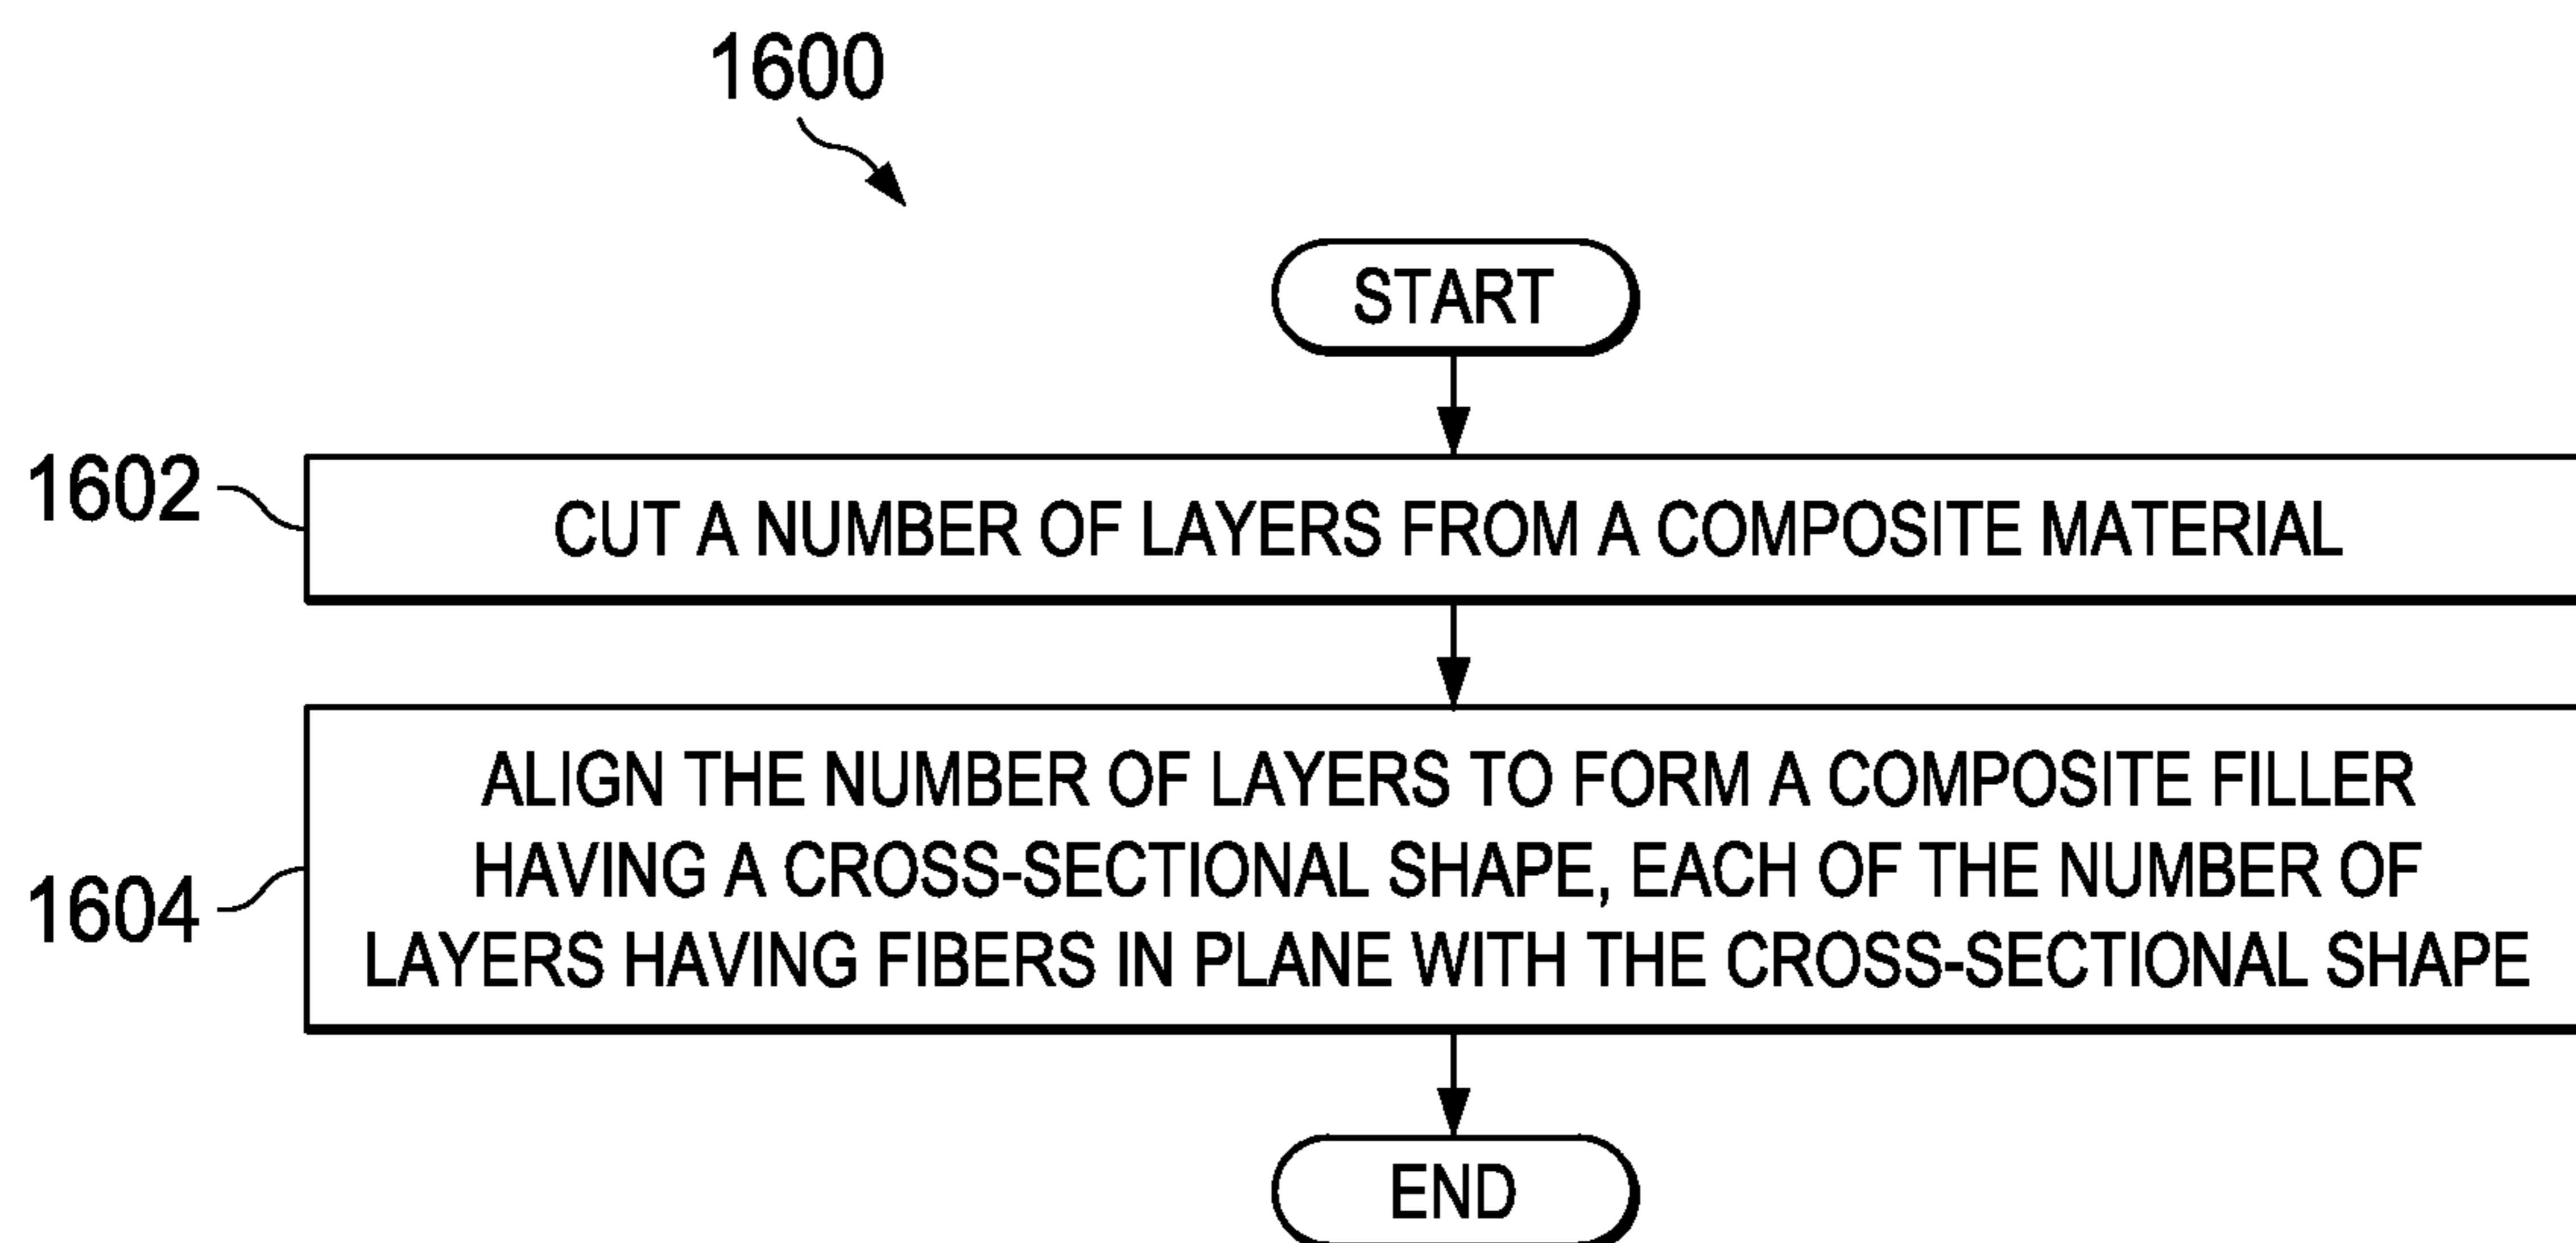 1600
START
1602
CUT A NUMBER OF LAYERS FROM A COMPOSITE MATERIAL
ALIGN THE NUMBER OF LAYERS TO FORM A COMPOSITE FILLER
HAVING A CROSS-SECTIONAL SHAPE, EACH OF THE NUMBER OF
1604
LAYERS HAVING FIBERS IN PLANE WITH THE CROSS-SECTIONAL SHAPE
END